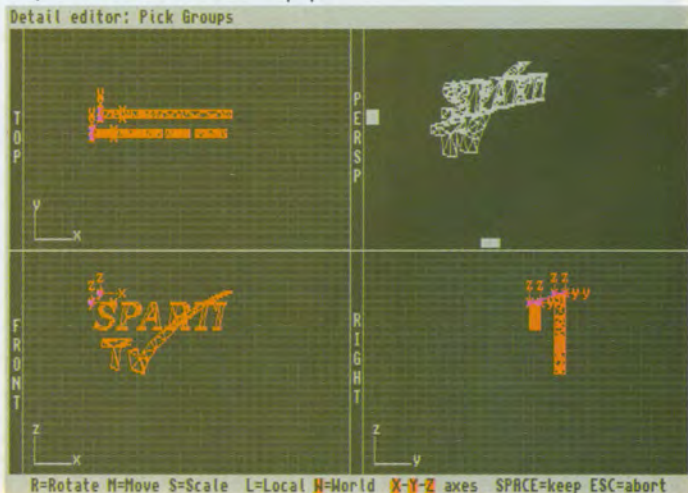 Detail editor: Pick Groups
TOP
PERSP
y
x
y
x
FRONT
RIGHT
z z
x
y
SPARTI
T
z z z z
y y y
z
x
z
y
R=Rotate M=Move S=Scale L=Local W=World X-Y-Z axes SPACE=keep ESC=abort